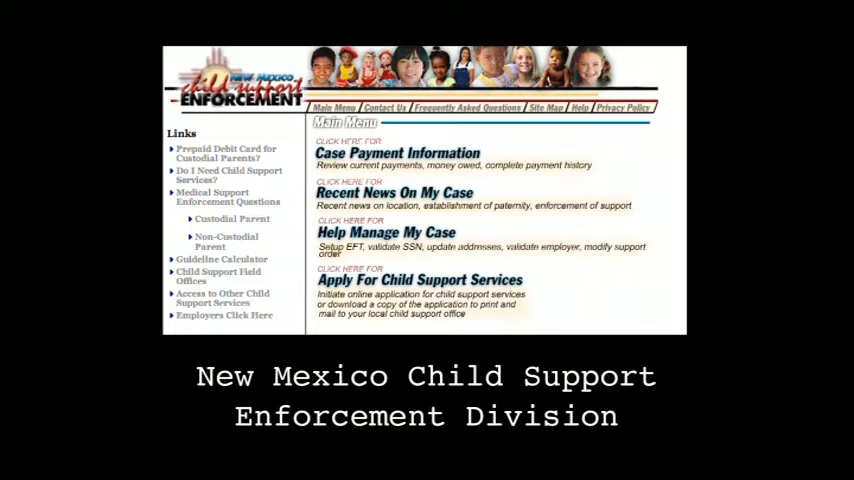 NEW MEXICO
child support
ENFORCEMENT
Main Menu / Contact Us / Frequently Asked Questions / Site Map / Help / Privacy Policy
Main Menu
Links
Prepaid Debit Card for
Custodial Parents?
Do I Need Child Support
Services?
Medical Support
Enforcement Questions
Custodial Parent
Non-Custodial
Parent
Guideline Calculator
Child Support Field
Offices
Access to Other Child
Support Services
Employers Click Here
CLICK HERE FOR
Case Payment Information
Review current payments, money owed, complete payment history
CLICK HERE FOR
Recent News On My Case
Recent news on location, establishment of paternity, enforcement of support
CLICK HERE FOR
Help Manage My Case
Setup EFT, validate SSN, update addresses, validate employer, modify support
order
CLICK HERE FOR
Apply For Child Support Services
Initiate online application for child support services
or download a copy of the application to print and
mail to your local child support office
New Mexico Child Support
Enforcement Division